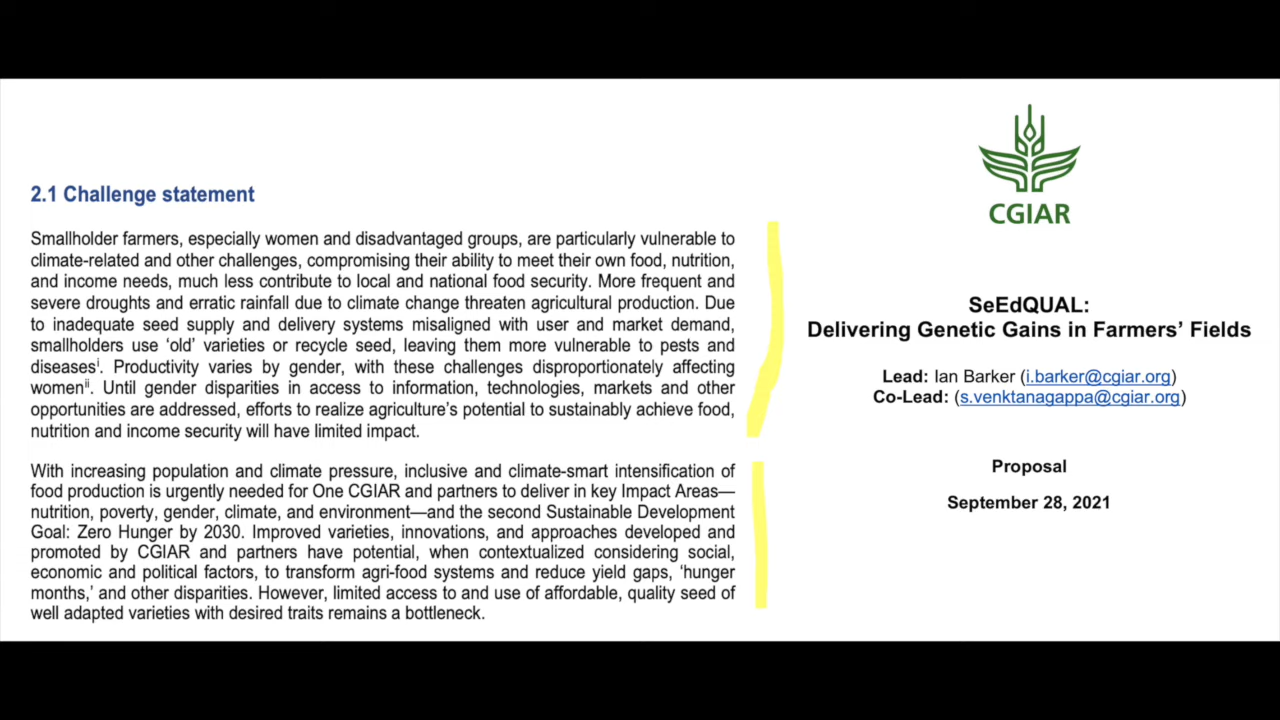 2.1 Challenge statement
Smallholder farmers, especially women and disadvantaged groups, are particularly vulnerable to
climate-related and other challenges, compromising their ability to meet their own food, nutrition,
and income needs, much less contribute to local and national food security. More frequent and
severe droughts and erratic rainfall due to climate change threaten agricultural production. Due
to inadequate seed supply and delivery systems misaligned with user and market demand,
smallholders use ‘old’ varieties or recycle seed, leaving them more vulnerable to pests and
diseasesⁱ. Productivity varies by gender, with these challenges disproportionately affecting
womenⁱⁱ. Until gender disparities in access to information, technologies, markets and other
opportunities are addressed, efforts to realize agriculture’s potential to sustainably achieve food,
nutrition and income security will have limited impact.
With increasing population and climate pressure, inclusive and climate-smart intensification of
food production is urgently needed for One CGIAR and partners to deliver in key Impact Areas—
nutrition, poverty, gender, climate, and environment—and the second Sustainable Development
Goal: Zero Hunger by 2030. Improved varieties, innovations, and approaches developed and
promoted by CGIAR and partners have potential, when contextualized considering social,
economic and political factors, to transform agri-food systems and reduce yield gaps, ‘hunger
months,’ and other disparities. However, limited access to and use of affordable, quality seed of
well adapted varieties with desired traits remains a bottleneck.
CGIAR
SeEdQUAL:
Delivering Genetic Gains in Farmers’ Fields
Lead: Ian Barker (i.barker@cgiar.org)
Co-Lead: (s.venktanagappa@cgiar.org)
Proposal
September 28, 2021